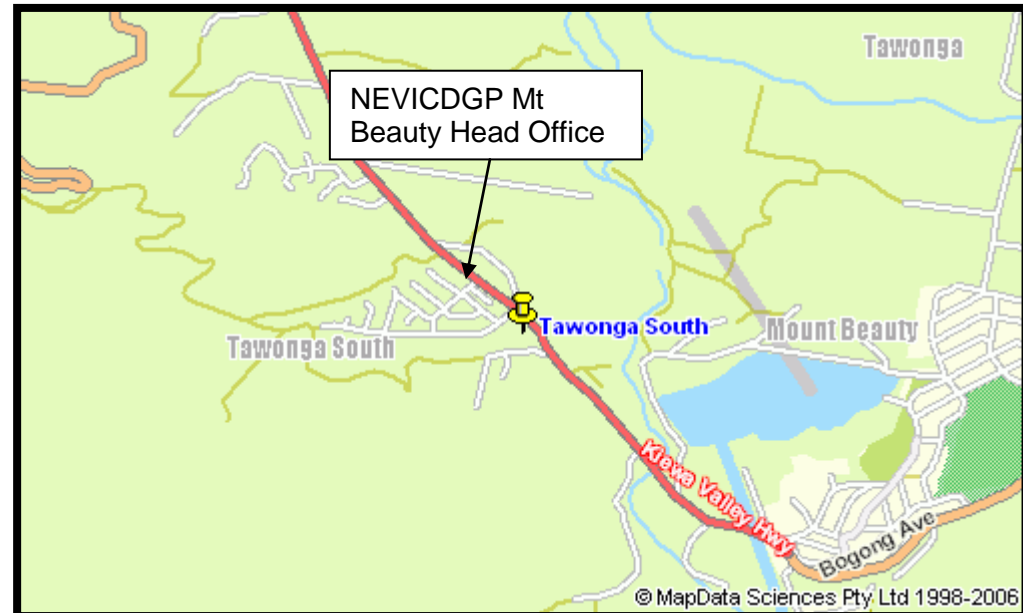 Tawonga
NEVICDGP Mt
Beauty Head Office
Tawonga South
Mount Beauty
Tawonga South
Kiewa Valley Hwy
Bogong Ave
© MapData Sciences Pty Ltd 1998-2006